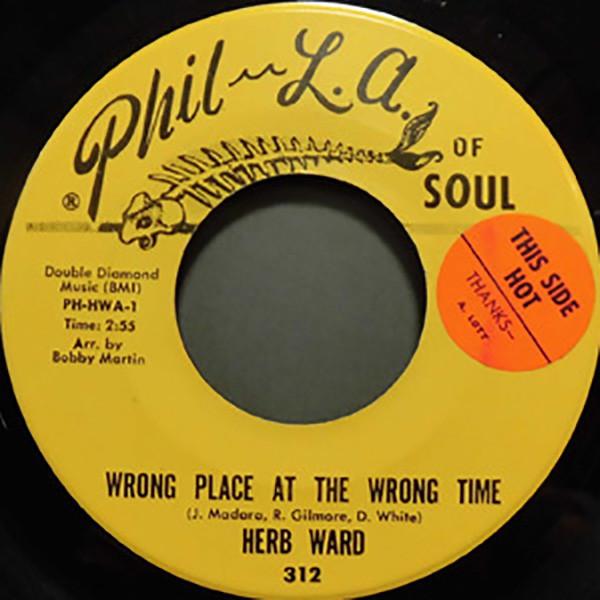 Phil-L.A.
OF
SOUL
®
Double Diamond
Music (BMI)
PH-HWA-1
Time: 2:55
Arr. by
Bobby Martin
THIS SIDE
HOT
THANKS-
A. LOTT
WRONG PLACE AT THE WRONG TIME
(J. Madara, R. Gilmore, D. White)
HERB WARD
312